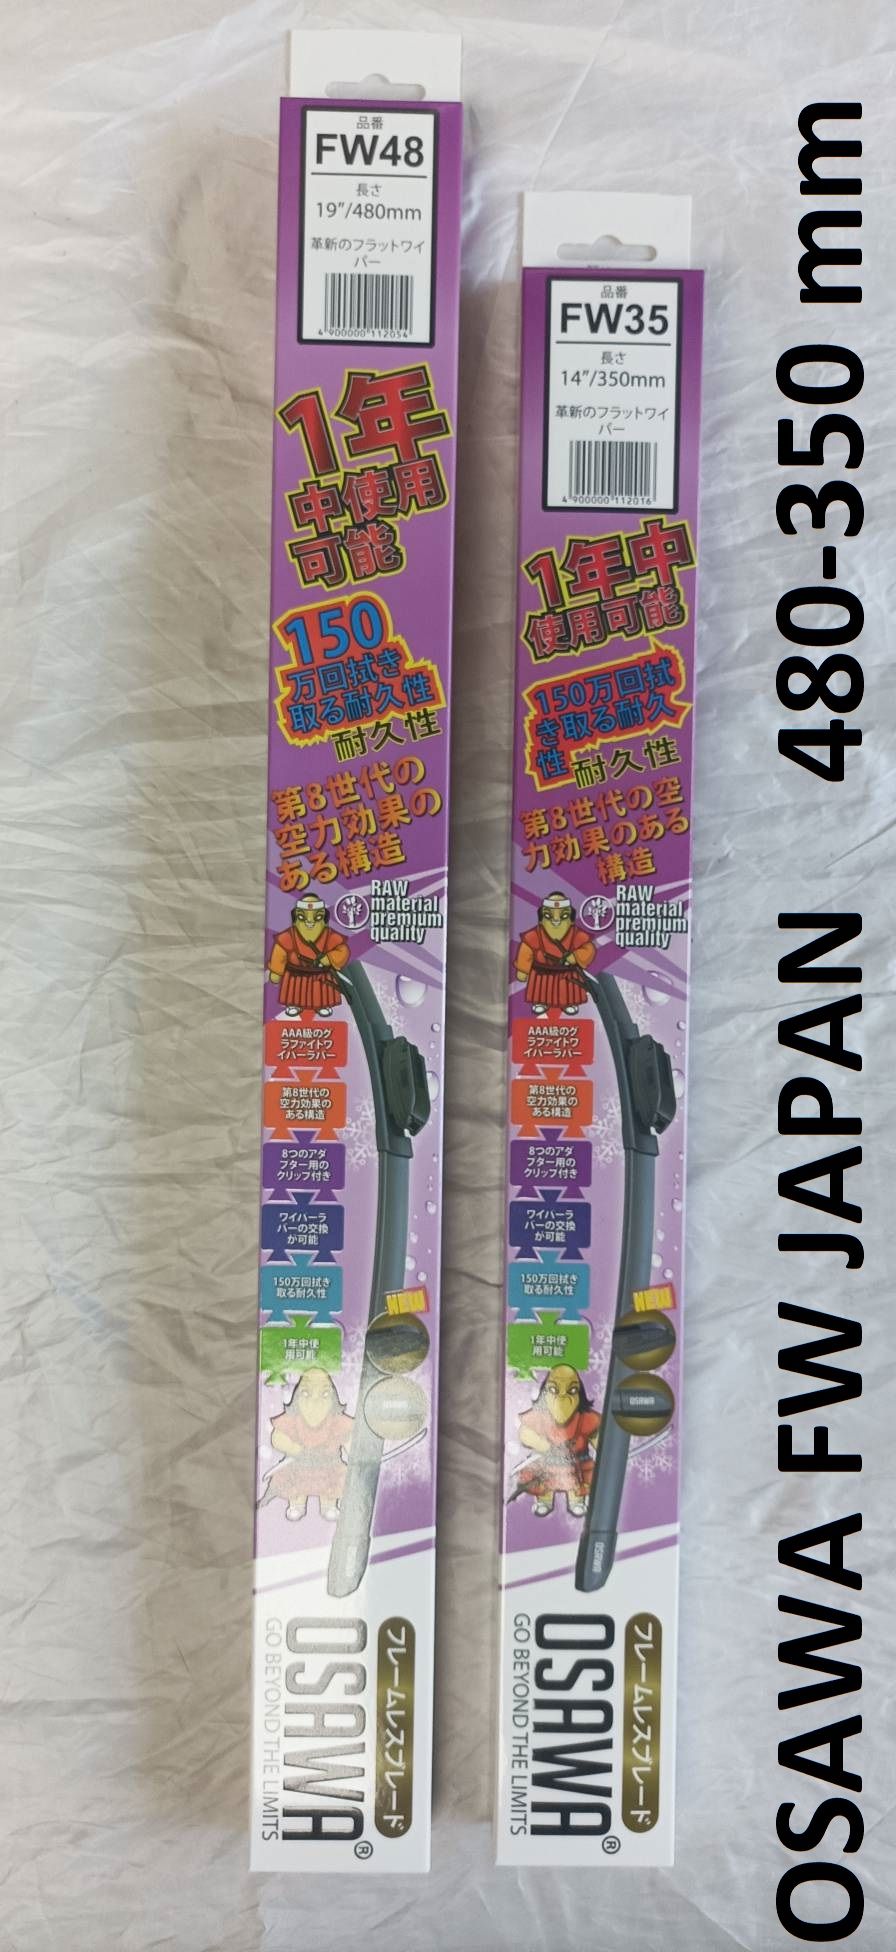 品番
FW48
長さ
19"/480mm
革新のフラットワイ
パー
4 900000 112054
1年
中使用
可能
150
万回拭き
取る耐久性
耐久性
第8世代の
空力効果の
ある構造
RAW
material
premium
quality
AAA級のグ
ラファイトワ
イハーラバー
第8世代の
空力効果の
ある構造
8つのアダ
フター用の
クリップ付き
ワイハーラ
バーの交換
が可能
150万回拭き
取る耐久性
NEW
1年中使
用可能
OSAWA
フレームレスブレード
OSAWA®
GO BEYOND THE LIMITS
品番
FW35
長さ
14"/350mm
革新のフラットワイ
パー
4 900000 112016
1年中
使用可能
150万回拭
き取る耐久
性
耐久性
第8世代の空
力効果のある
構造
RAW
material
premium
quality
AAA級のグ
ラファイトワ
イハーラバー
第8世代の
空力効果の
ある構造
8つのアダ
フター用の
クリップ付き
ワイハーラ
バーの交換
が可能
150万回拭き
取る耐久性
NEW
1年中使
用可能
OSAWA
OSAWA
フレームレスブレード
OSAWA®
GO BEYOND THE LIMITS
OSAWA FW JAPAN 480-350 mm